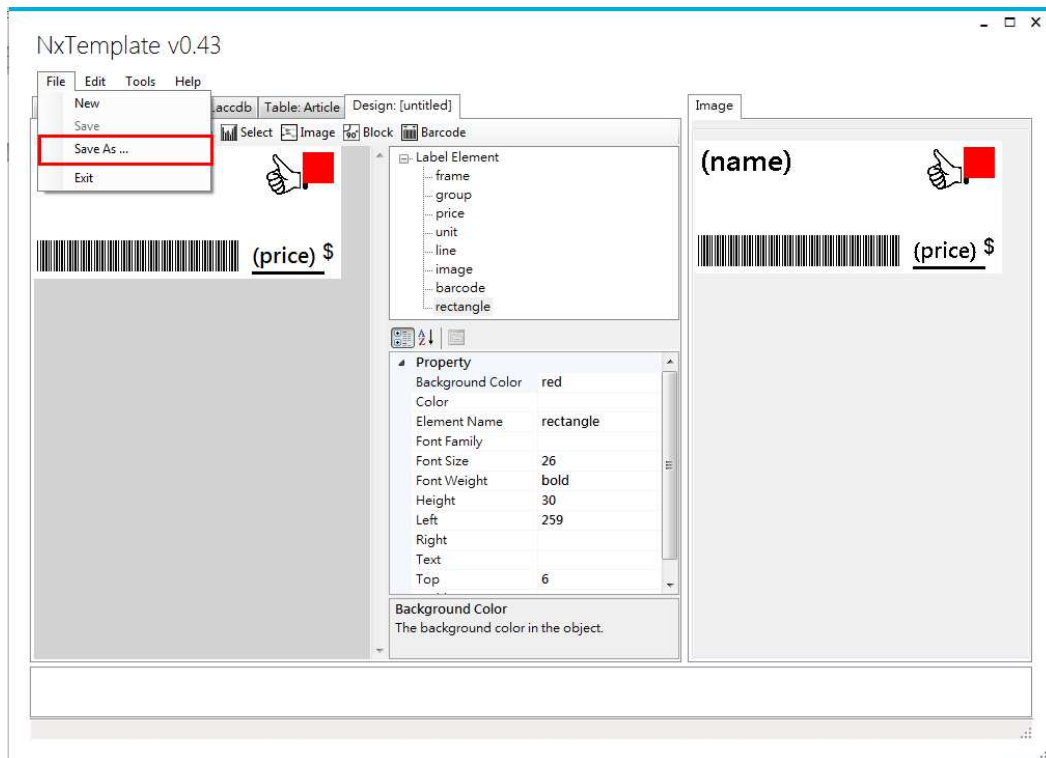 NxTemplate v0.43
File Edit Tools Help
New
Save
Save As ...
Exit
.accdb Table: Article Design: [untitled]
Select Image Block Barcode
(price) $
Label Element
frame
group
price
unit
line
image
barcode
rectangle
Property
Background Color red
Color
Element Name rectangle
Font Family
Font Size 26
Font Weight bold
Height 30
Left 259
Right
Text
Top 6
Background Color
The background color in the object.
Image
(name)
(price) $